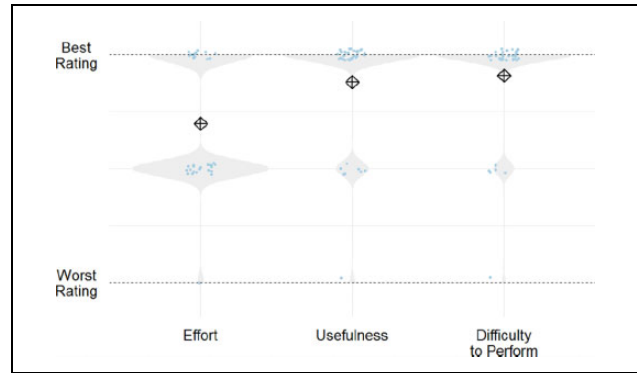 Best
Rating
Worst
Rating
Effort
Usefulness
Difficulty
to Perform